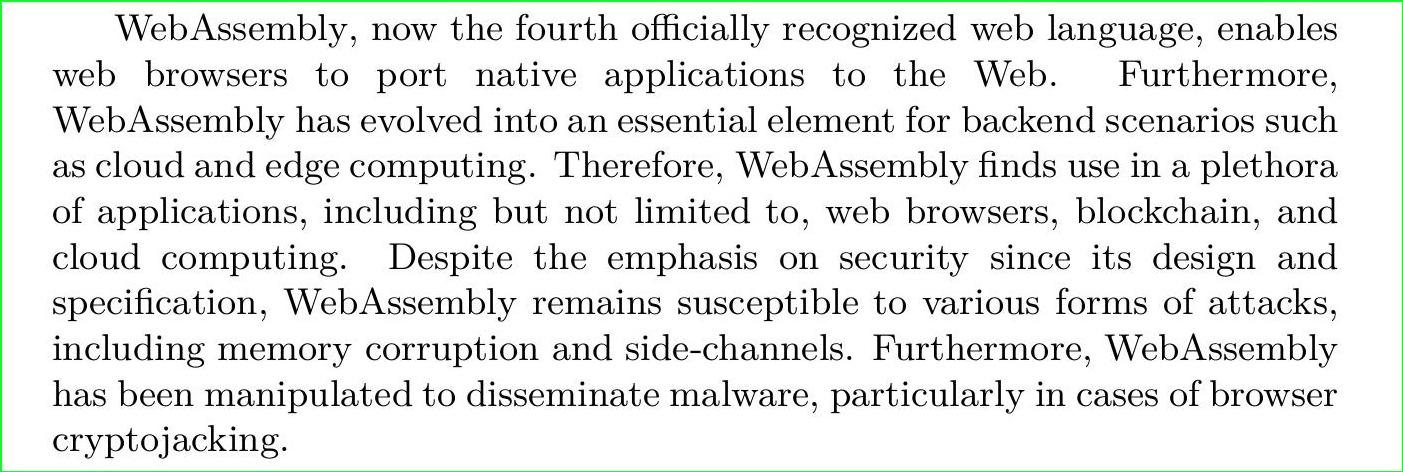 WebAssembly, now the fourth officially recognized web language, enables
web browsers to port native applications to the Web. Furthermore,
WebAssembly has evolved into an essential element for backend scenarios such
as cloud and edge computing. Therefore, WebAssembly finds use in a plethora
of applications, including but not limited to, web browsers, blockchain, and
cloud computing. Despite the emphasis on security since its design and
specification, WebAssembly remains susceptible to various forms of attacks,
including memory corruption and side-channels. Furthermore, WebAssembly
has been manipulated to disseminate malware, particularly in cases of browser
cryptojacking.